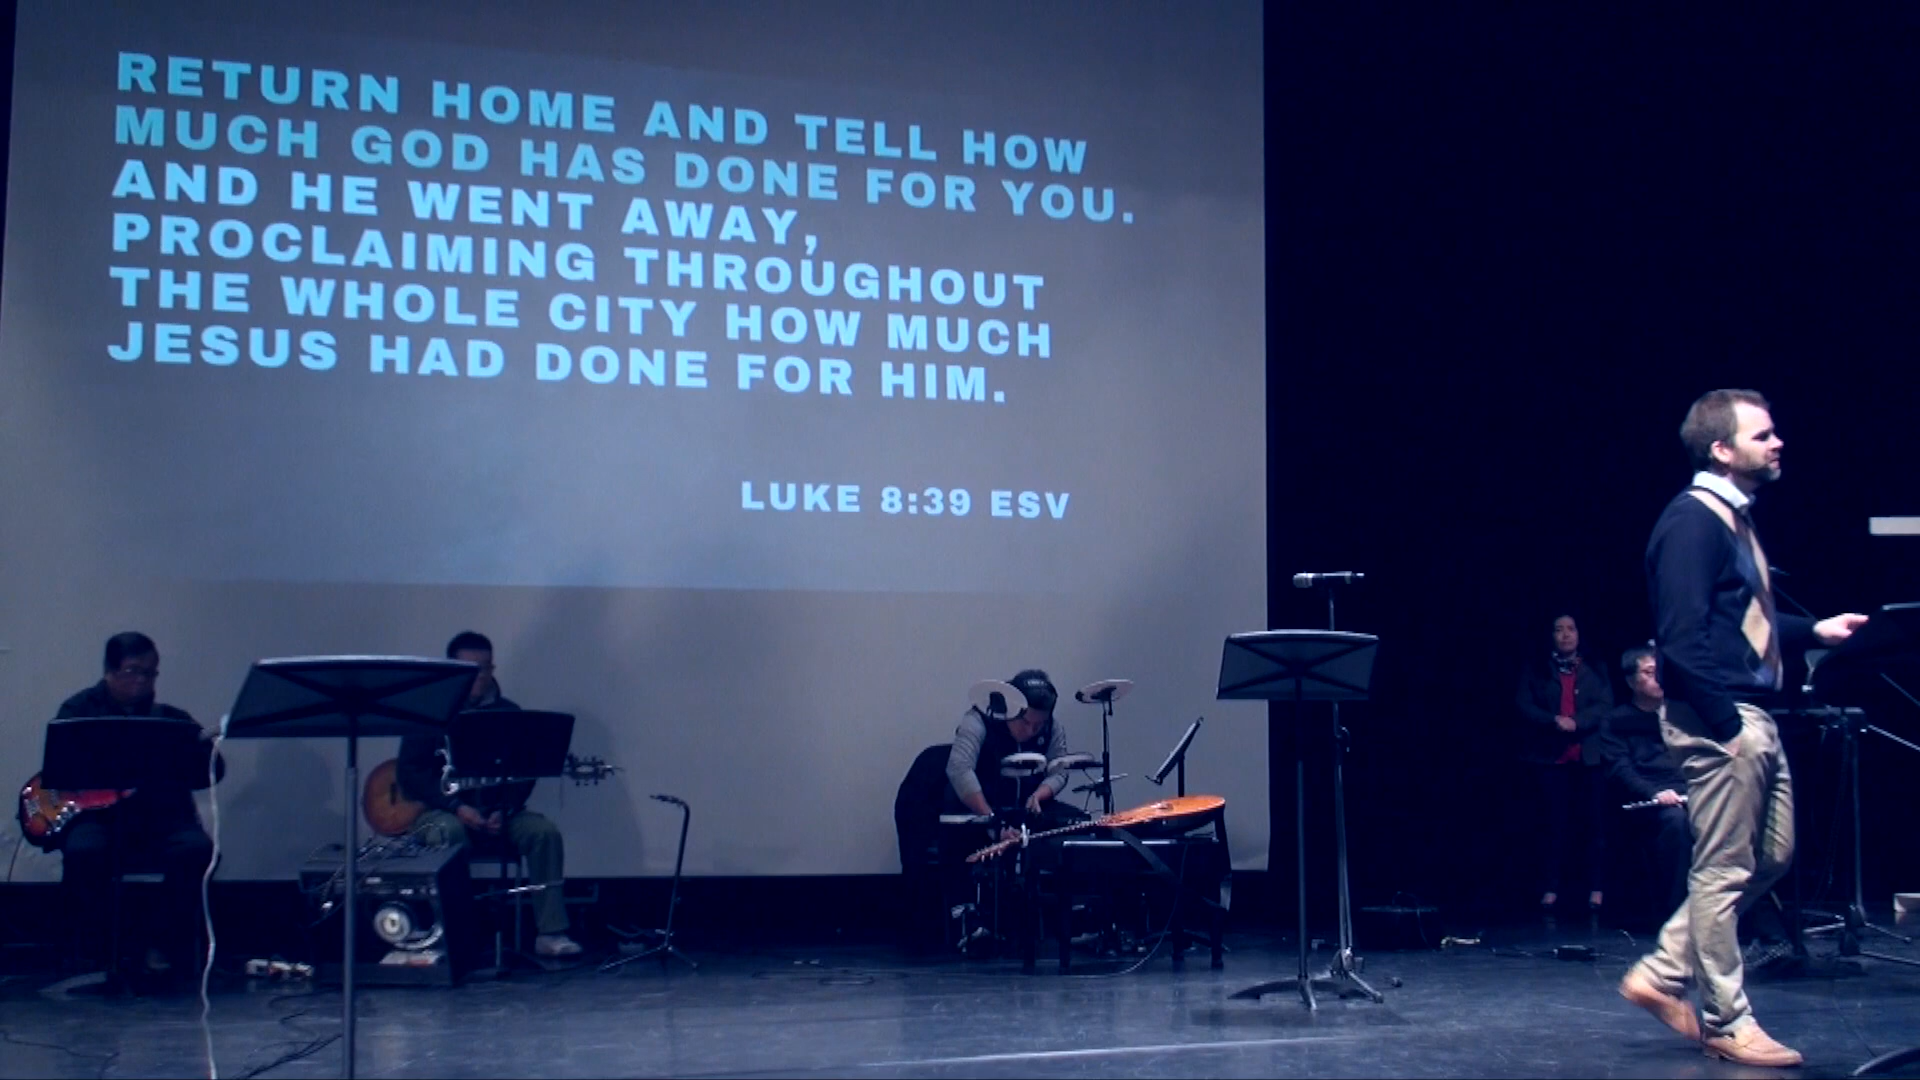 RETURN HOME AND TELL HOW
MUCH GOD HAS DONE FOR YOU.
AND HE WENT AWAY,
PROCLAIMING THROUGHOUT
THE WHOLE CITY HOW MUCH
JESUS HAD DONE FOR HIM.
LUKE 8:39 ESV